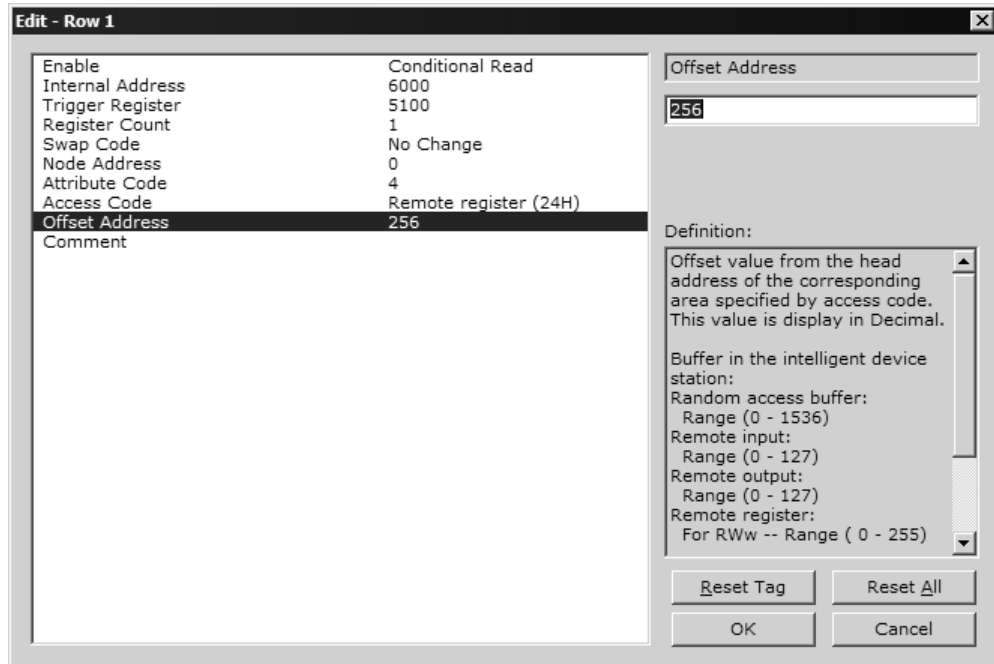 Edit - Row 1
Enable Conditional Read
Internal Address 6000
Trigger Register 5100
Register Count 1
Swap Code No Change
Node Address 0
Attribute Code 4
Access Code Remote register (24H)
Offset Address 256
Comment
Offset Address
256
Definition:
Offset value from the head
address of the corresponding
area specified by access code.
This value is display in Decimal.
Buffer in the intelligent device
station:
Random access buffer:
Range (0 - 1536)
Remote input:
Range (0 - 127)
Remote output:
Range (0 - 127)
Remote register:
For RWw -- Range ( 0 - 255)
Reset Tag Reset All
OK Cancel